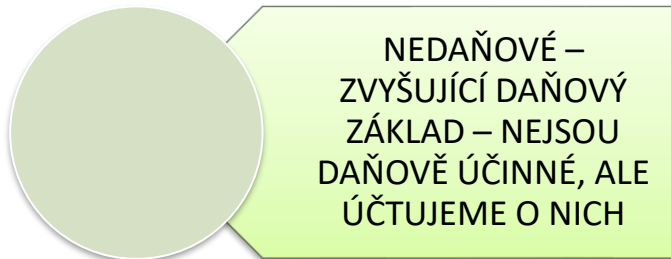 NEDAŇOVÉ –
ZVYŠUJÍCÍ DAŇOVÝ
ZÁKLAD – NEJSOU
DAŇOVĚ ÚČINNÉ, ALE
ÚČTUJEME O NICH